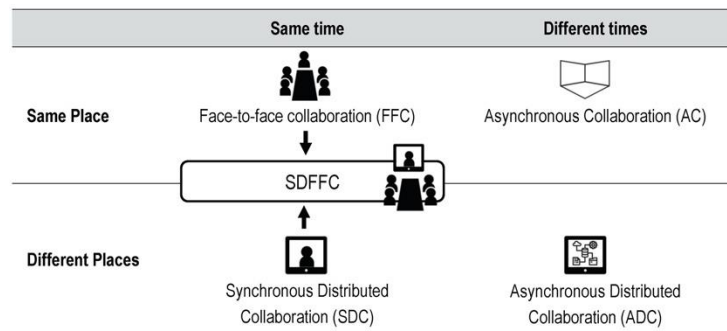 Same time Different times
Same Place
Face-to-face collaboration (FFC) Asynchronous Collaboration (AC)
SDFFC
Different Places
Synchronous Distributed Collaboration (SDC)
Asynchronous Distributed Collaboration (ADC)